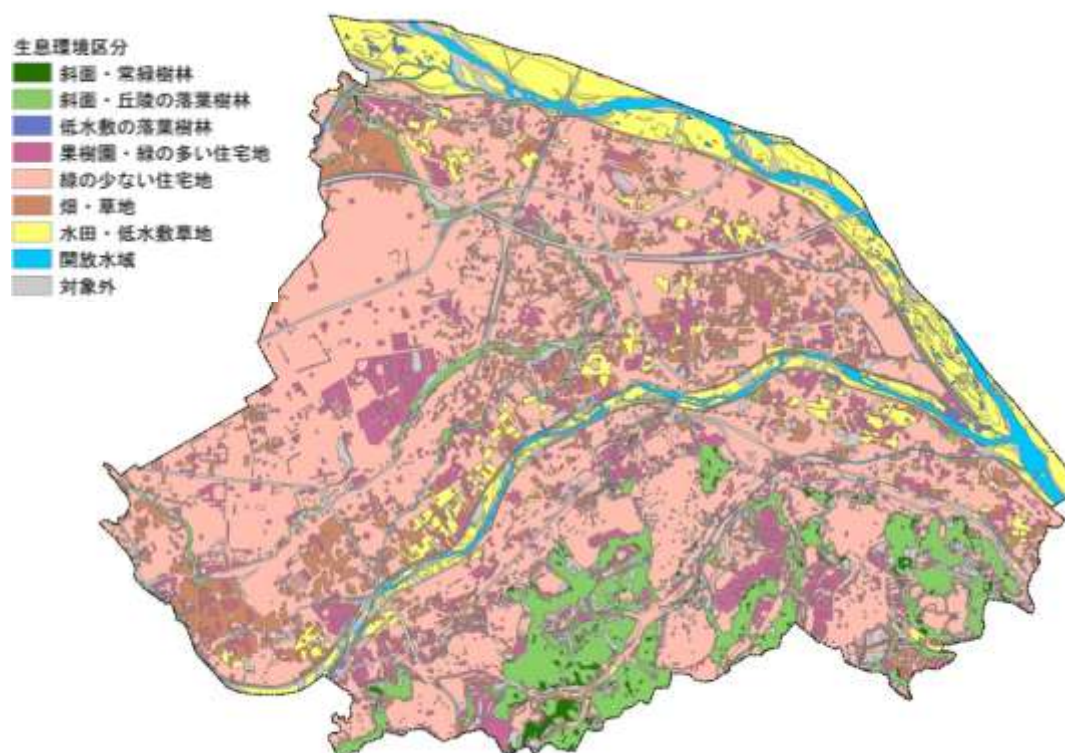 生息環境区分
斜面・常緑樹林
斜面・丘陵の落葉樹林
低水敷の落葉樹林
果樹園・緑の多い住宅地
緑の少ない住宅地
畑・草地
水田・低水敷草地
開放水域
対象外